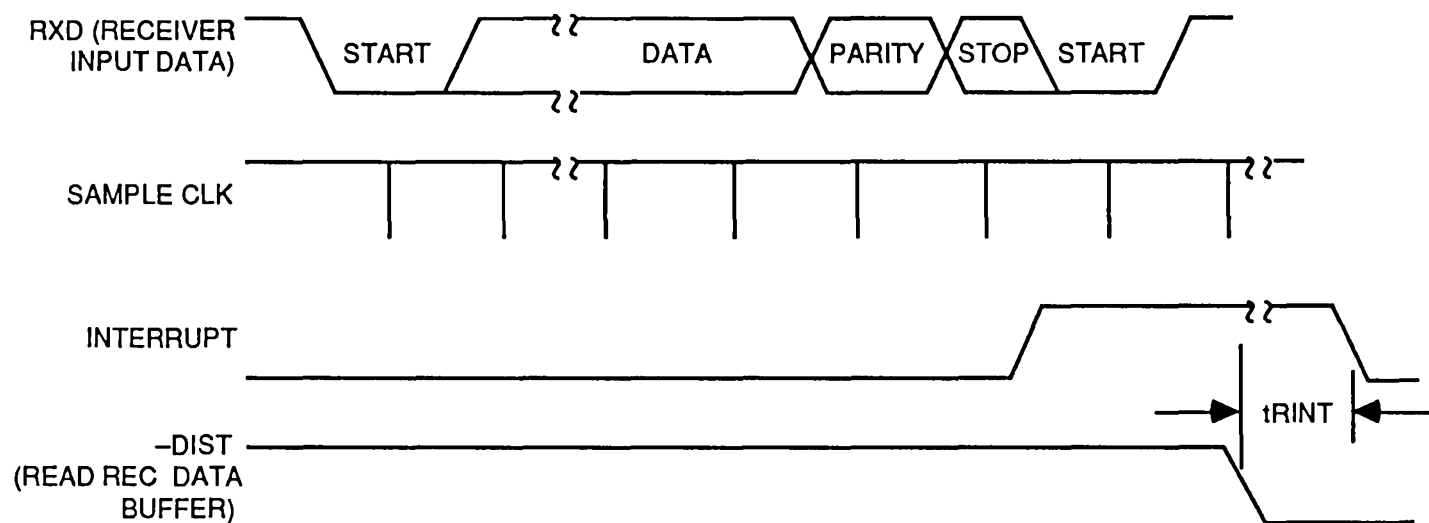 RXD (RECEIVER
INPUT DATA)
START
DATA
PARITY
STOP
START
SAMPLE CLK
INTERRUPT
tRINT
–DIST
(READ REC DATA
BUFFER)